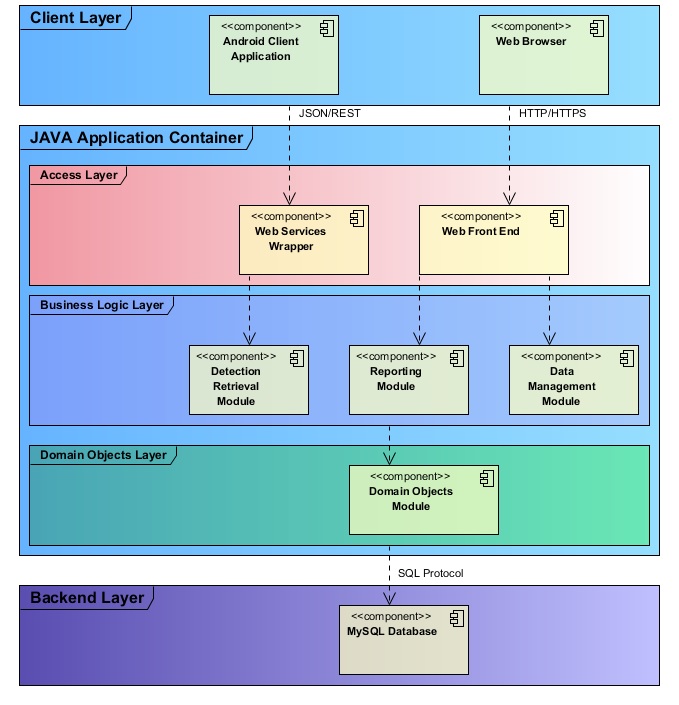 Client Layer
<<component>>
Android Client
Application
<<component>>
Web Browser
JSON/REST
HTTP/HTTPS
JAVA Application Container
Access Layer
<<component>>
Web Services
Wrapper
<<component>>
Web Front End
Business Logic Layer
<<component>>
Detection
Retrieval
Module
<<component>>
Reporting
Module
<<component>>
Data
Management
Module
Domain Objects Layer
<<component>>
Domain Objects
Module
SQL Protocol
Backend Layer
<<component>>
MySQL Database